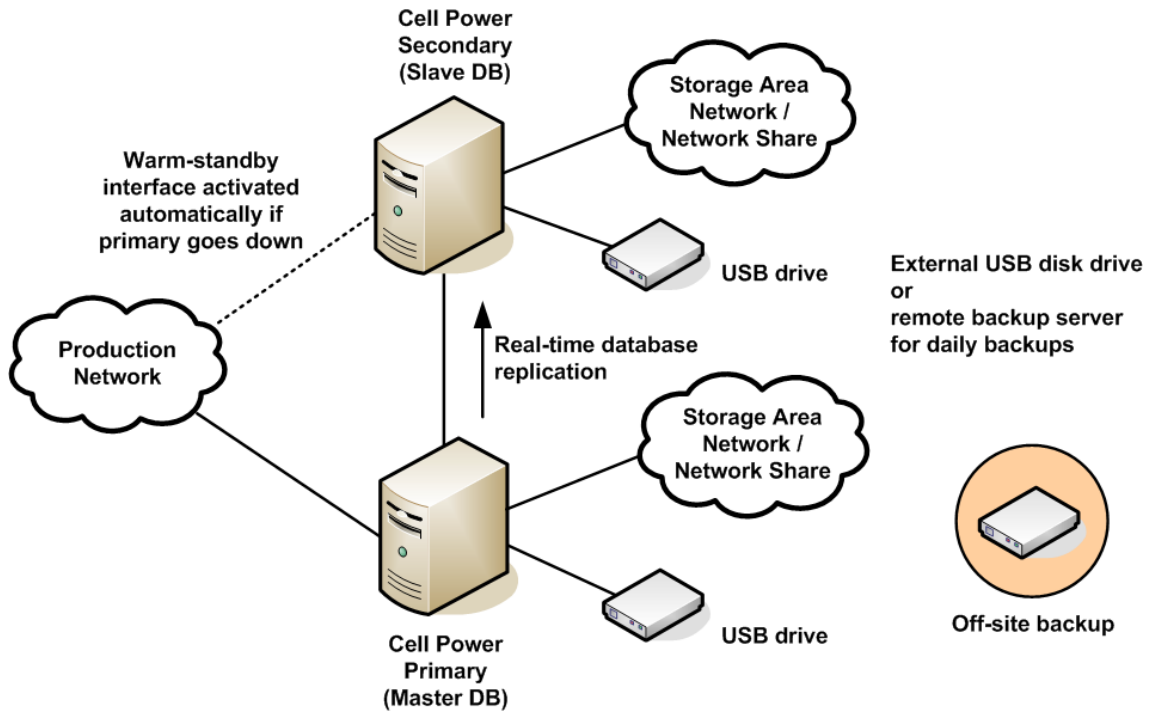 Cell Power
Secondary
(Slave DB)
Storage Area
Network /
Network Share
Warm-standby
interface activated
automatically if
primary goes down
USB drive
External USB disk drive
or
remote backup server
for daily backups
Production
Network
Real-time database
replication
Storage Area
Network /
Network Share
USB drive
Off-site backup
Cell Power
Primary
(Master DB)